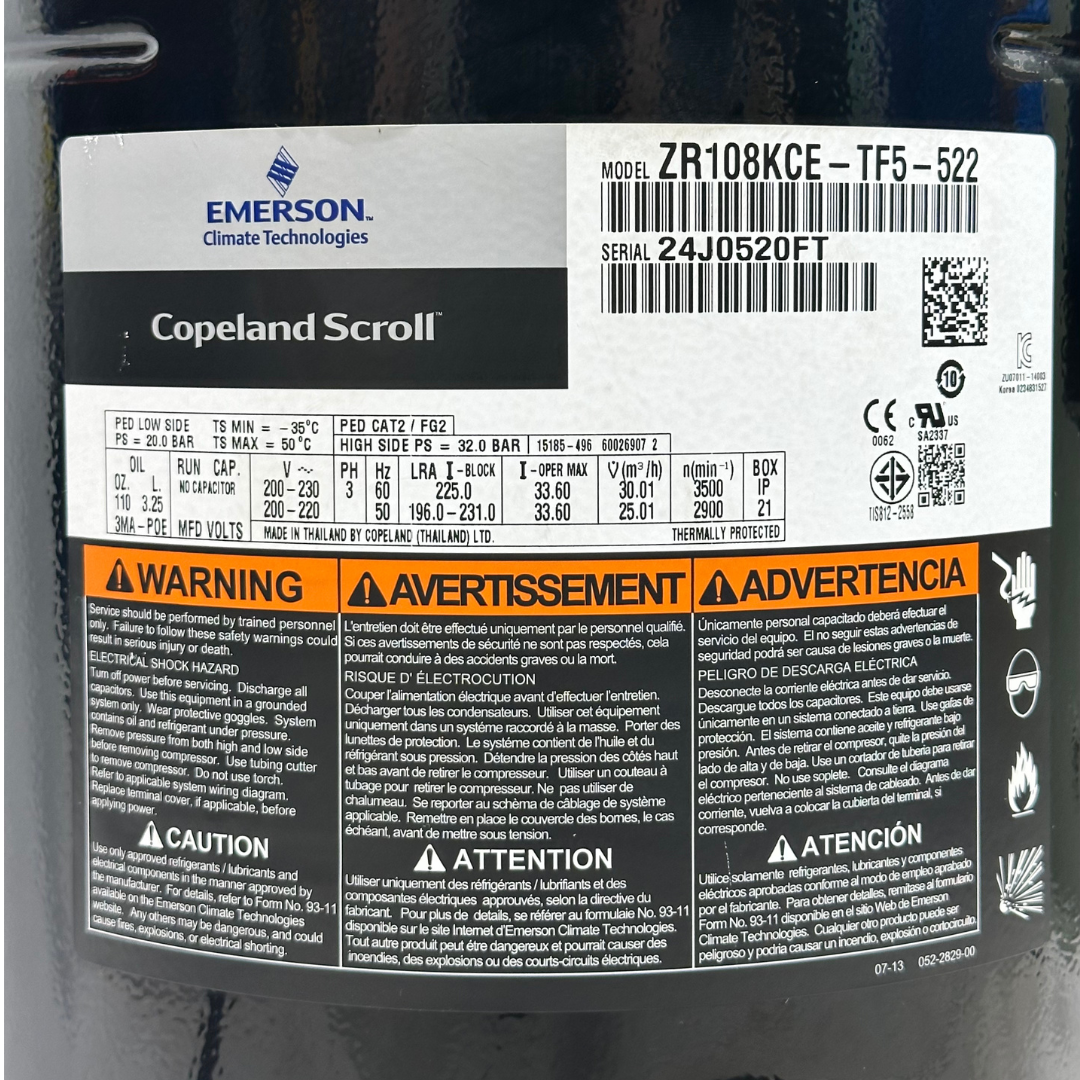 EMERSON™
Climate Technologies
Copeland Scroll™
MODEL ZR108KCE-TF5-522
SERIAL 24J0520FT
ZU07011-14003
10
CE
0062
c UR US
SA2337
TIS812-2558
PED LOW SIDE TS MIN = -35°C PED CAT2 / FG2
PS = 20.0 BAR TS MAX = 50°C HIGH SIDE PS = 32.0 BAR 15185-496 60026907 2
OIL RUN CAP. V ~ PH Hz LRA I-BLOCK I-OPER MAX V̇(m³/h) n(min⁻¹) BOX
OZ. L. NO CAPACITOR 200-230 3 60 225.0 33.60 30.01 3500 IP
110 3.25 200-220 50 196.0-231.0 33.60 25.01 2900 21
3MA-POE MFD VOLTS MADE IN THAILAND BY COPELAND (THAILAND) LTD. THERMALLY PROTECTED
WARNING
Service should be performed by trained personnel
only. Failure to follow these safety warnings could
result in serious injury or death.
ELECTRICAL SHOCK HAZARD
Turn off power before servicing. Discharge all
capacitors. Use this equipment in a grounded
system only. Wear protective goggles. System
contains oil and refrigerant under pressure.
Remove pressure from both high and low side
before removing compressor. Use tubing cutter
to remove compressor. Do not use torch.
Refer to applicable system wiring diagram.
Replace terminal cover, if applicable, before
applying power.
CAUTION
Use only approved refrigerants / lubricants and
electrical components in the manner approved by
the manufacturer. For details, refer to Form No. 93-11
available on the Emerson Climate Technologies
website. Any others may be dangerous, and could
cause fires, explosions, or electrical shorting.
AVERTISSEMENT
L'entretien doit être effectué uniquement par le personnel qualifié.
Si ces avertissements de sécurité ne sont pas respectés, cela
pourrait conduire à des accidents graves ou la mort.
RISQUE D' ÉLECTROCUTION
Couper l'alimentation électrique avant d'effectuer l'entretien.
Décharger tous les condensateurs. Utiliser cet équipement
uniquement dans un système raccordé à la masse. Porter des
lunettes de protection. Le système contient de l'huile et du
réfrigérant sous pression. Détendre la pression des côtés haut
et bas avant de retirer le compresseur. Utiliser un couteau à
tubage pour retirer le compresseur. Ne pas utiliser de
chalumeau. Se reporter au schèma de câblage de système
applicable. Remettre en place le couvercle des bornes, le cas
échéant, avant de mettre sous tension.
ATTENTION
Utiliser uniquement des réfrigérants / lubrifiants et des
composantes électriques approuvés, selon la directive du
fabricant. Pour plus de details, se référer au formulaie No. 93-11
disponible sur le site Internet d'Emerson Climate Technologies.
Tout autre produit peut être dangereux et pourrait causer des
incendies, des explosions ou des courts-circuits électriques.
ADVERTENCIA
Únicamente personal capacitado deberá efectuar el
servicio del equipo. El no seguir estas advertencias de
seguridad podrá ser causa de lesiones graves o la muerte.
PELIGRO DE DESCARGA ELÉCTRICA
Desconecte la corriente eléctrica antes de dar servicio.
Descargue todos los capacitores. Este equipo debe usarse
únicamente en un sistema conectado a tierra. Use gafas de
protección. El sistema contiene aceite y refrigerante bajo
presión. Antes de retirar el compresor, quite la presión del
lado de alta y de baja. Use un cortador de tubería para retirar
el compresor. No use soplete. Consulte el diagrama
eléctrico perteneciente al sistema de cableado. Antes de dar
corriente, vuelva a colocar la cubierta del terminal, si
corresponde.
ATENCIÓN
Utilice solamente refrigerantes, lubricantes y componentes
eléctricos aprobadas conforme al modo de empleo aprobado
por el fabricante. Para obtener detalles, remitase al formulario
Form No. 93-11 disponible en el sitio Web de Emerson
Climate Technologies. Cualquier otro producto puede ser
peligroso y podria causar un incendio, explosión o cortocircuito.
07-13 052-2829-00